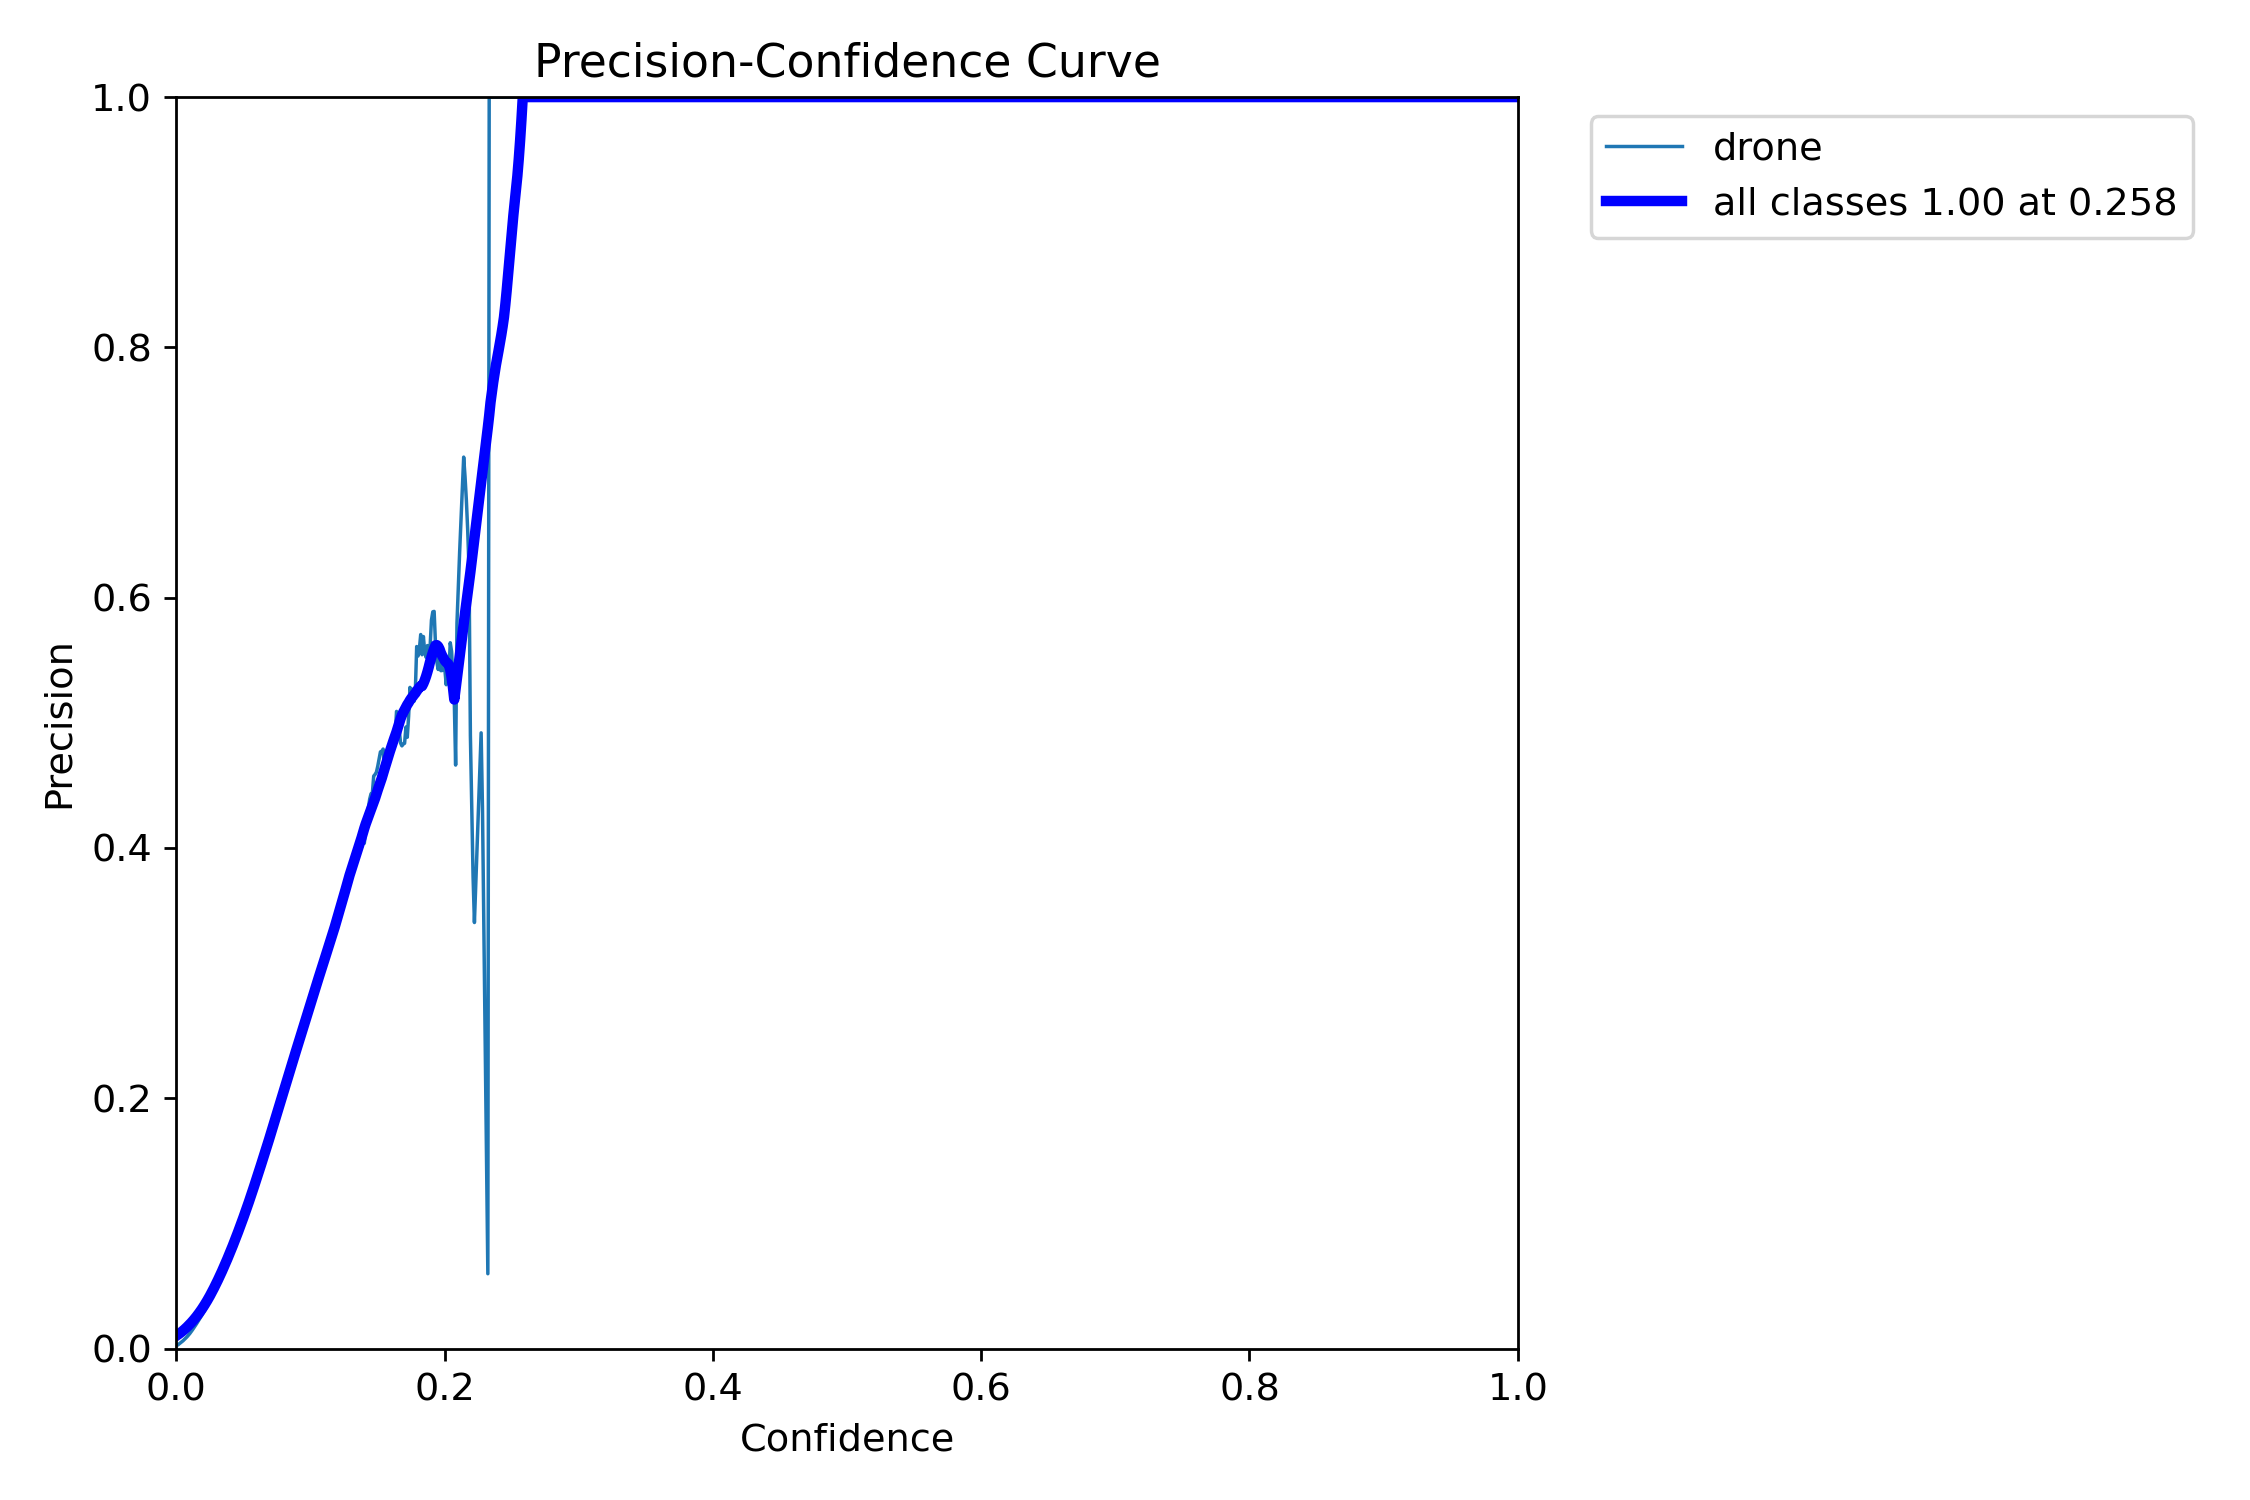 Precision-Confidence Curve
1.0
0.8
0.6
0.4
0.2
0.0
Precision
0.0 0.2 0.4 0.6 0.8 1.0
Confidence
drone
all classes 1.00 at 0.258